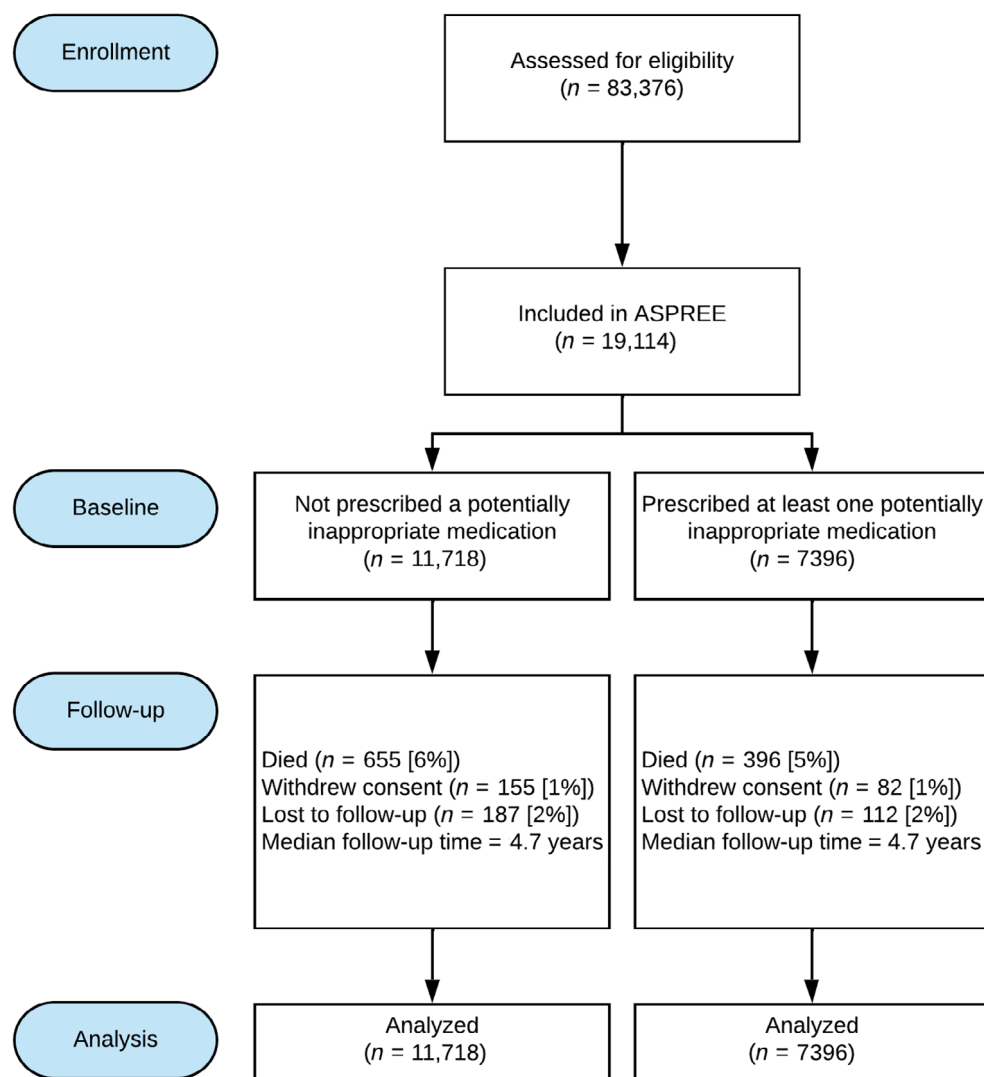 Enrollment
Assessed for eligibility
(n = 83,376)
Included in ASPREE
(n = 19,114)
Baseline
Not prescribed a potentially
inappropriate medication
(n = 11,718)
Prescribed at least one potentially
inappropriate medication
(n = 7396)
Follow-up
Died (n = 655 [6%])
Withdrew consent (n = 155 [1%])
Lost to follow-up (n = 187 [2%])
Median follow-up time = 4.7 years
Died (n = 396 [5%])
Withdrew consent (n = 82 [1%])
Lost to follow-up (n = 112 [2%])
Median follow-up time = 4.7 years
Analysis
Analyzed
(n = 11,718)
Analyzed
(n = 7396)